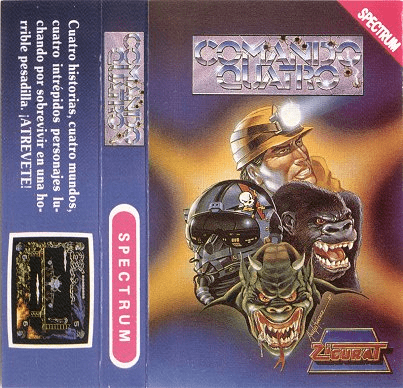 Cuatro historias, cuatro mundos,
cuatro intrépidos personajes lu-
chando por sobrevivir en una ho-
rrible pesadilla. ¡ATREVETE!
COMANDO
QUATRO
SPECTRUM
SPECTRUM
COMANDO
QUATRO
ZIGURAT